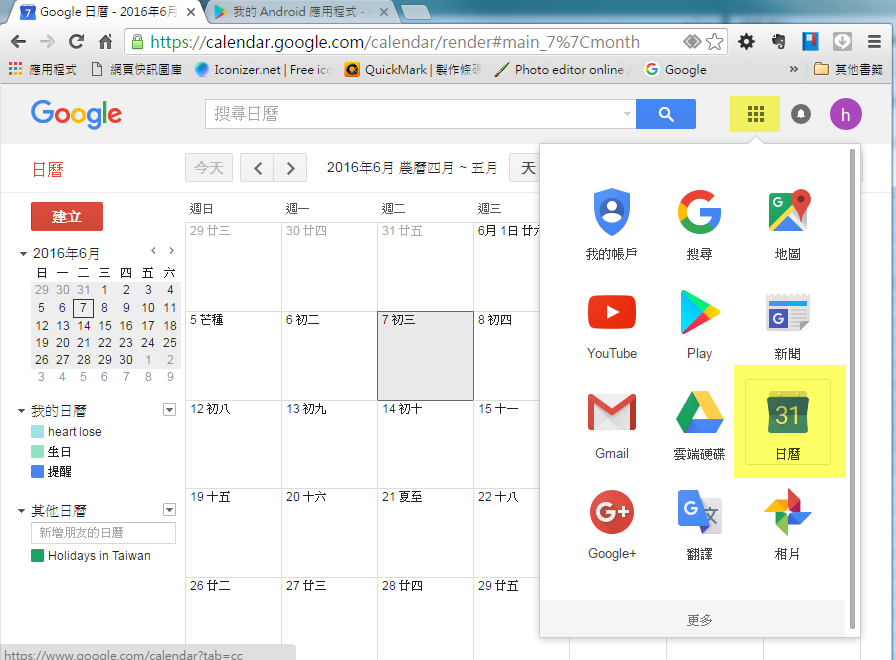 7 Google 日曆 - 2016年6月
我的 Android 應用程式 -
https://calendar.google.com/calendar/render#main_7%7Cmonth
應用程式 網頁快訊圖庫 Iconizer.net | Free QuickMark | 製作條碼 Photo editor online Google » 其他書籤
Google 搜尋日曆 h
日曆 今天 2016年6月 農曆四月 ~ 五月 天
建立
2016年6月
日 一 二 三 四 五 六
29 30 31 1 2 3 4
5 6 7 8 9 10 11
12 13 14 15 16 17 18
19 20 21 22 23 24 25
26 27 28 29 30 1 2
3 4 5 6 7 8 9
我的日曆
heart lose
生日
提醒
其他日曆
新增朋友的日曆
Holidays in Taiwan
週日 週一 週二 週三
29 廿三 30 廿四 31 廿五 6月 1日 廿六
5 芒種 6 初二 7 初三 8 初四
12 初八 13 初九 14 初十 15 十一
19 十五 20 十六 21 夏至 22 十八
26 廿二 27 廿三 28 廿四 29 廿五
G G
我的帳戶 搜尋 地圖
G
YouTube Play 新聞
31
Gmail 雲端硬碟 日曆
G+ G 文
Google+ 翻譯 相片
更多
https://www.google.com/calendar?tab=cc